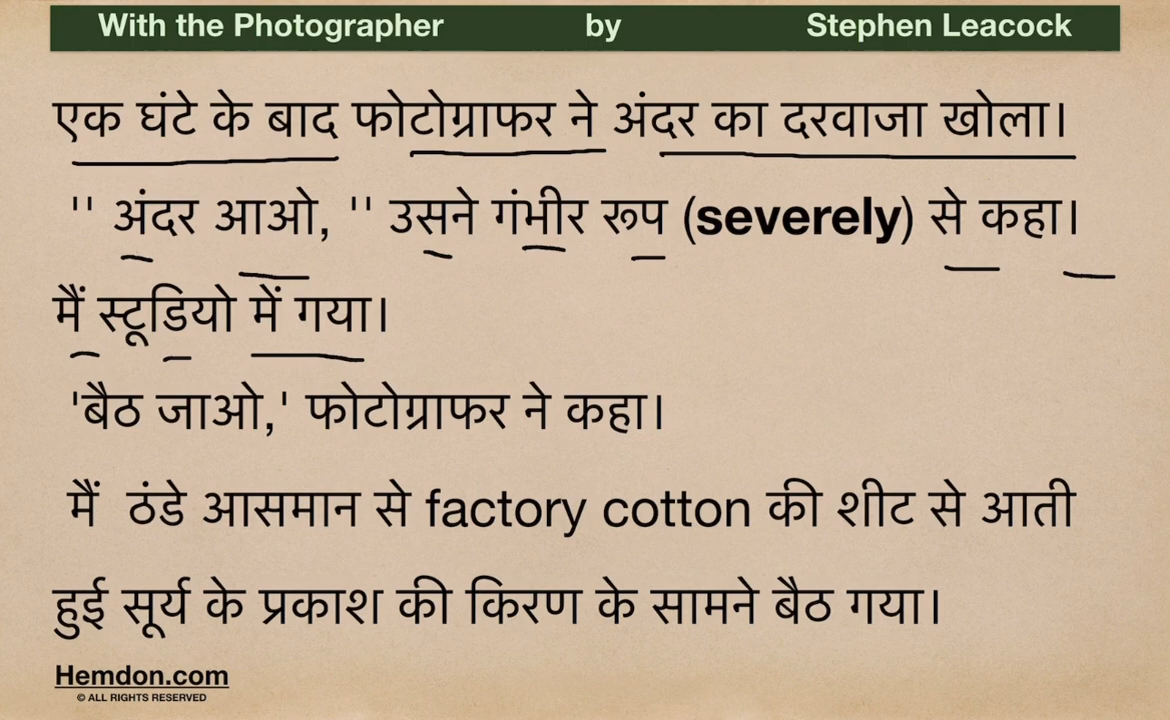 With the Photographer by Stephen Leacock
एक घंटे के बाद फोटोग्राफर ने अंदर का दरवाजा खोला।
'' अंदर आओ, '' उसने गंभीर रूप (severely) से कहा।
मैं स्टूडियो में गया।
'बैठ जाओ,' फोटोग्राफर ने कहा।
मैं ठंडे आसमान से factory cotton की शीट से आती
हुई सूर्य के प्रकाश की किरण के सामने बैठ गया।
Hemdon.com
© ALL RIGHTS RESERVED